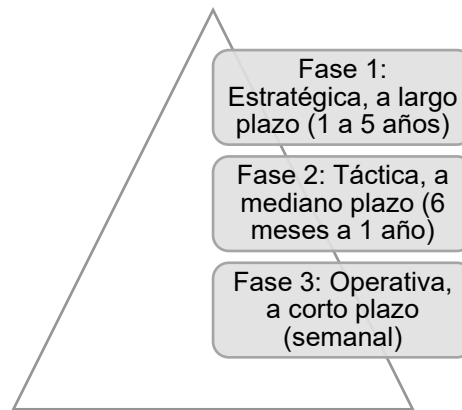 Fase 1:
Estratégica, a largo
plazo (1 a 5 años)
Fase 2: Táctica, a
mediano plazo (6
meses a 1 año)
Fase 3: Operativa,
a corto plazo
(semanal)